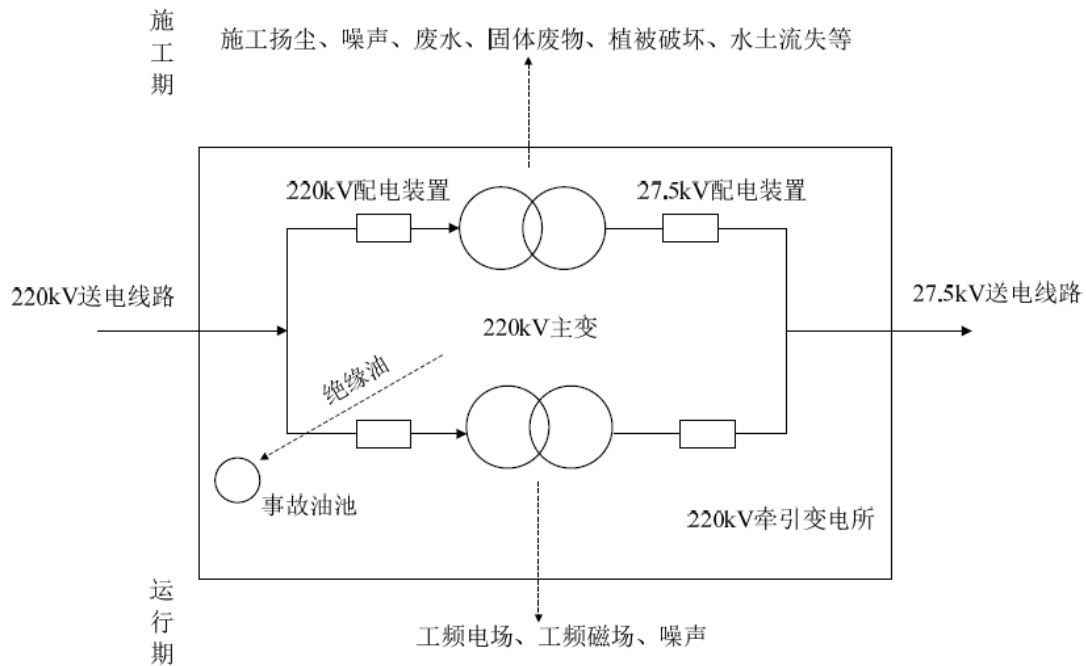 施工期
施工扬尘、噪声、废水、固体废物、植被破坏、水土流失等
220kV配电装置
27.5kV配电装置
220kV送电线路
27.5kV送电线路
220kV主变
绝缘油
事故油池
220kV牵引变电所
运行期
工频电场、工频磁场、噪声